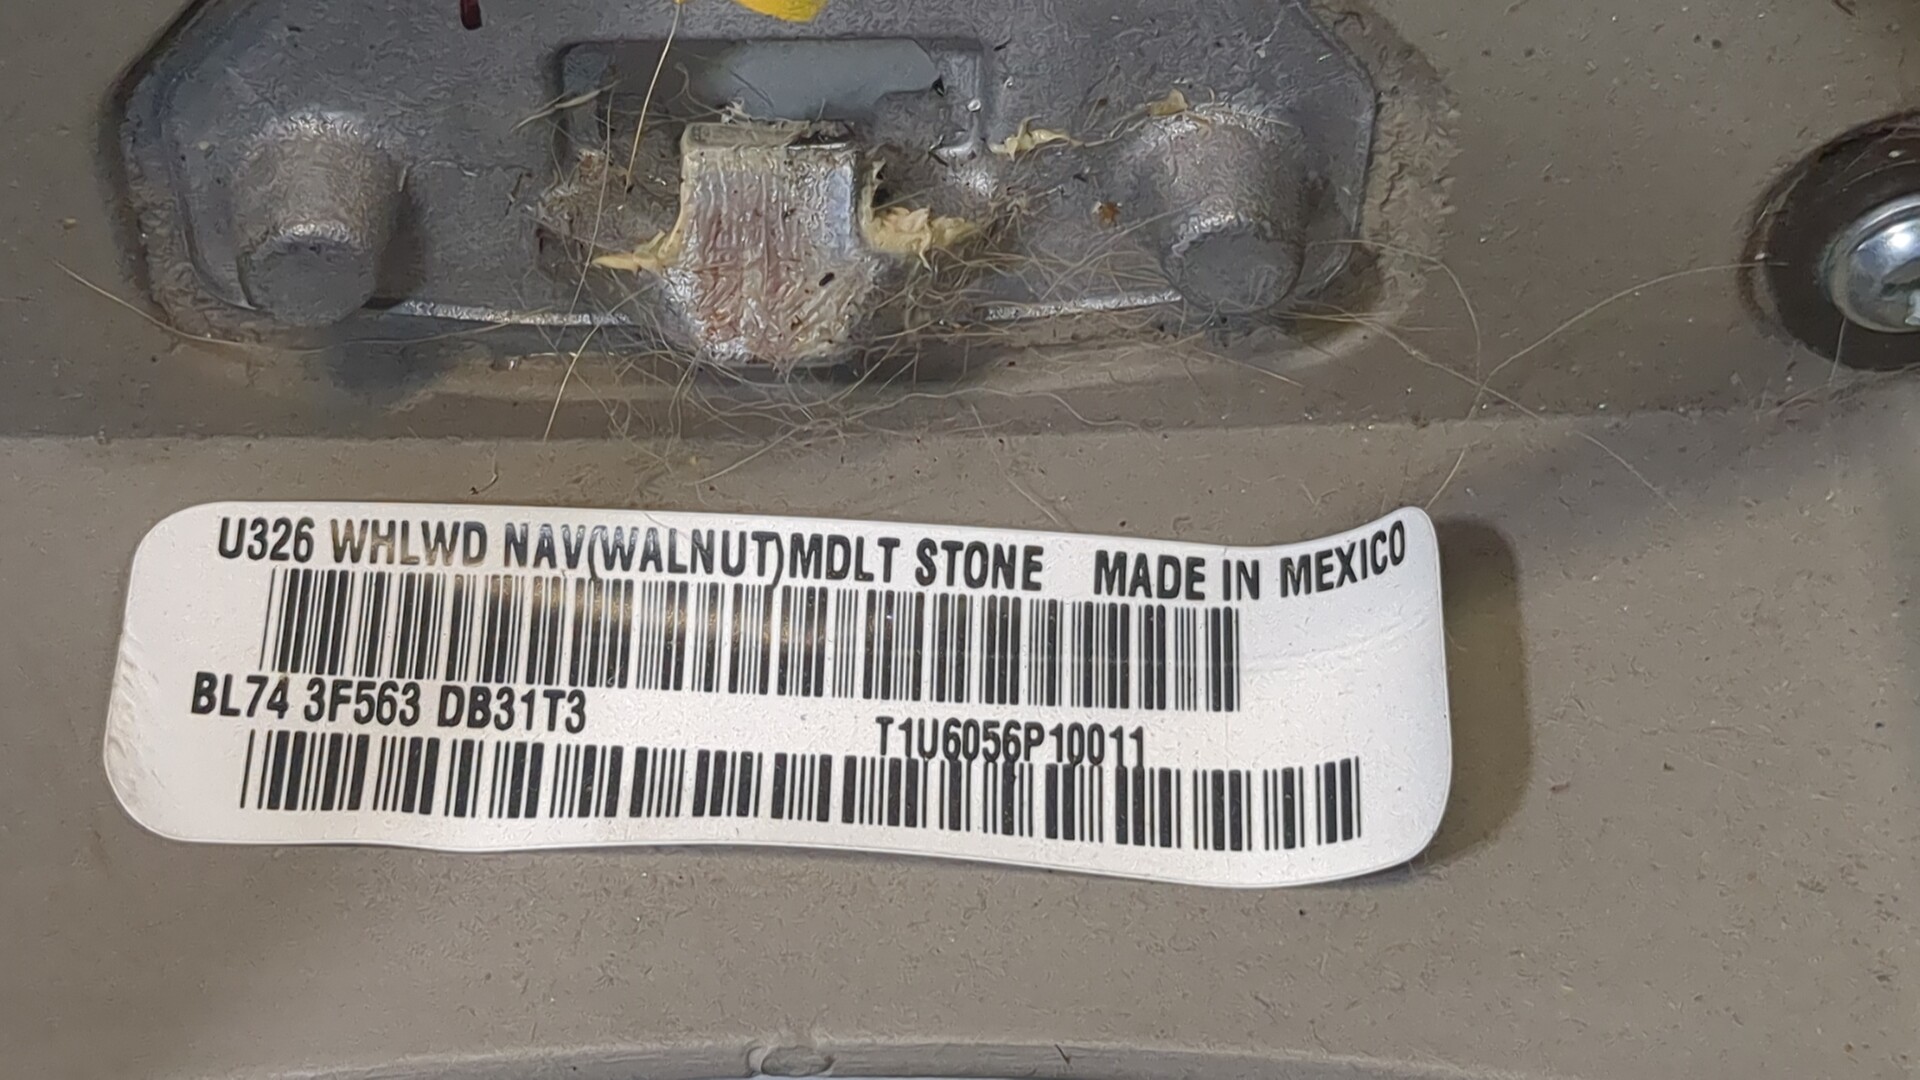 U326 WHLWD NAV(WALNUT)MDLT STONE MADE IN MEXICO
BL74 3F563 DB31T3
T1U6056P10011